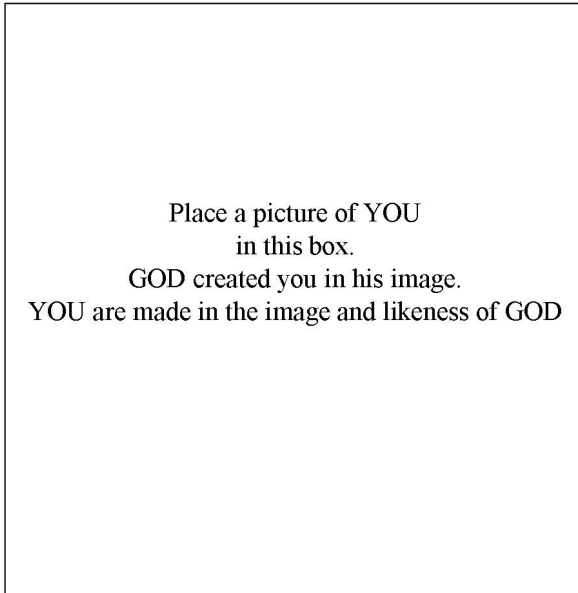 Place a picture of YOU
in this box.
GOD created you in his image.
YOU are made in the image and likeness of GOD